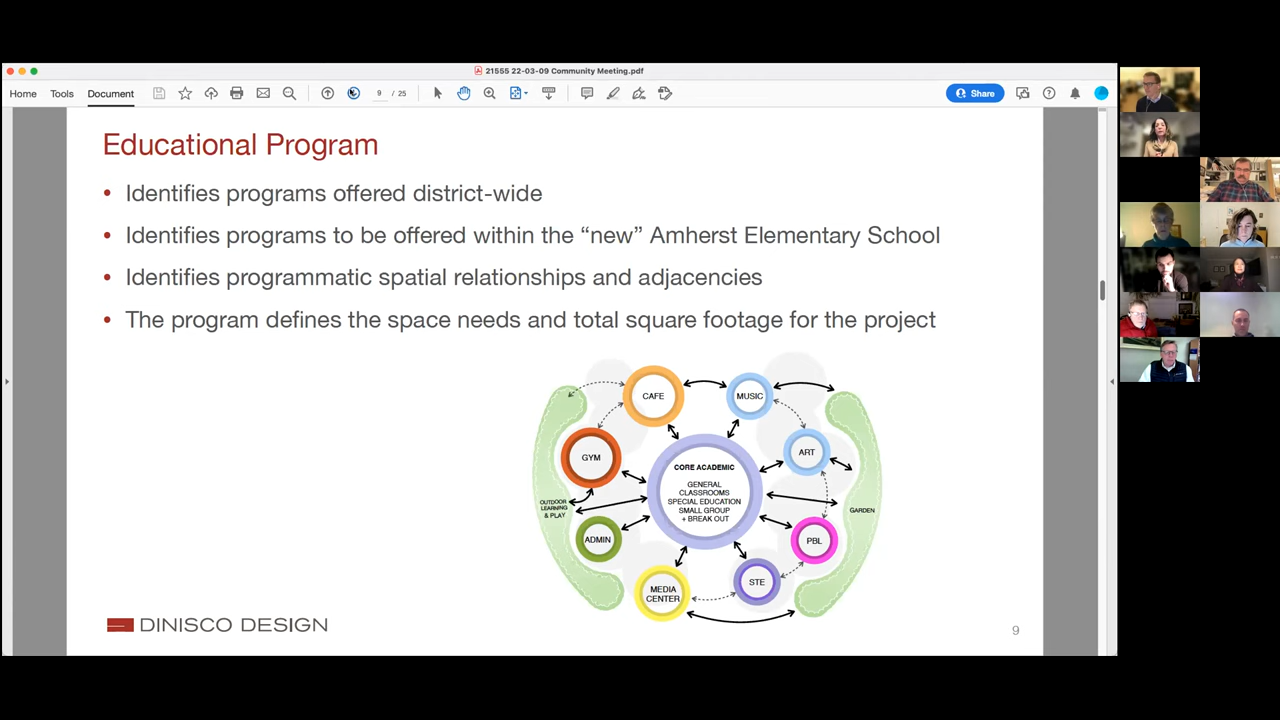 21555 22-03-09 Community Meeting.pdf
Home Tools Document 9 / 25 Share
Educational Program
• Identifies programs offered district-wide
• Identifies programs to be offered within the “new” Amherst Elementary School
• Identifies programmatic spatial relationships and adjacencies
• The program defines the space needs and total square footage for the project
CAFE
MUSIC
GYM
ART
CORE ACADEMIC
GENERAL
CLASSROOMS
SPECIAL EDUCATION
SMALL GROUP
+ BREAK OUT
OUTDOOR
LEARNING
& PLAY
GARDEN
ADMIN
PBL
MEDIA
CENTER
STE
DINISCO DESIGN
9